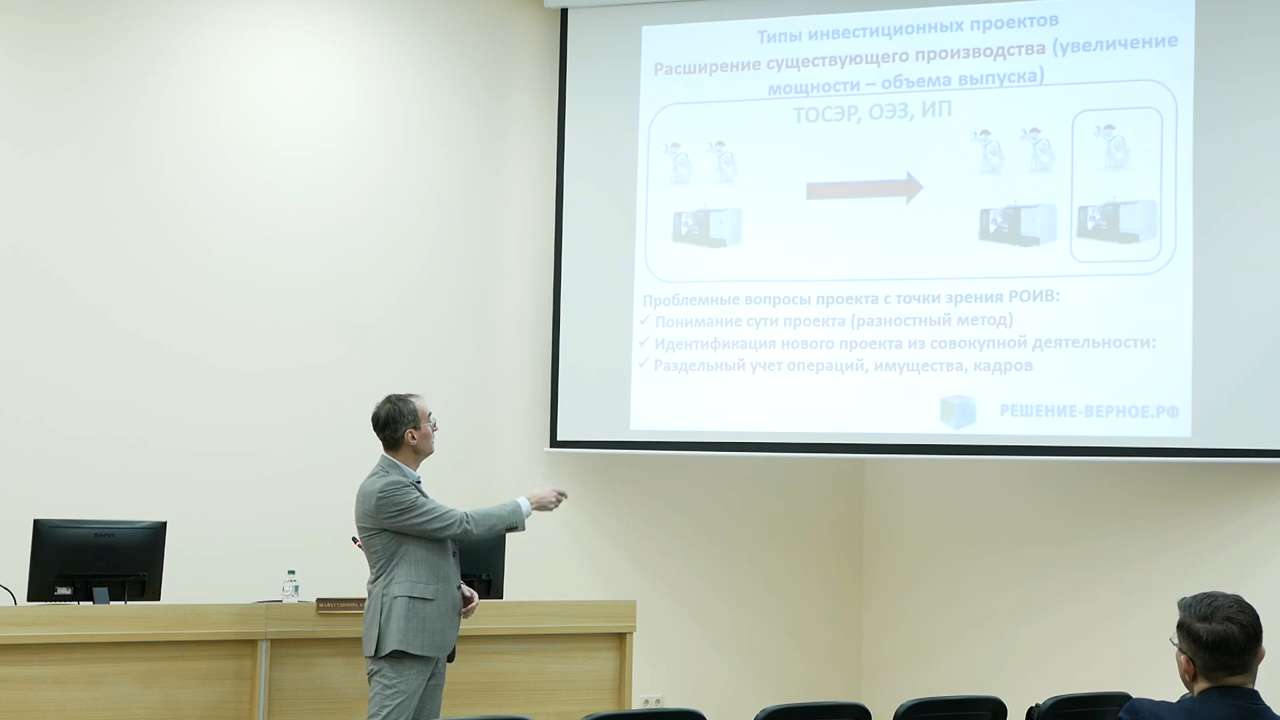 Типы инвестиционных проектов
Расширение существующего производства (увеличение
мощности – объема выпуска)
ТОСЭР, ОЭЗ, ИП
Проблемные вопросы проекта с точки зрения РОИВ:
✓ Понимание сути проекта (разностный метод)
✓ Идентификация нового проекта из совокупной деятельности:
✓ Раздельный учет операций, имущества, кадров
РЕШЕНИЕ-ВЕРНОЕ.РФ